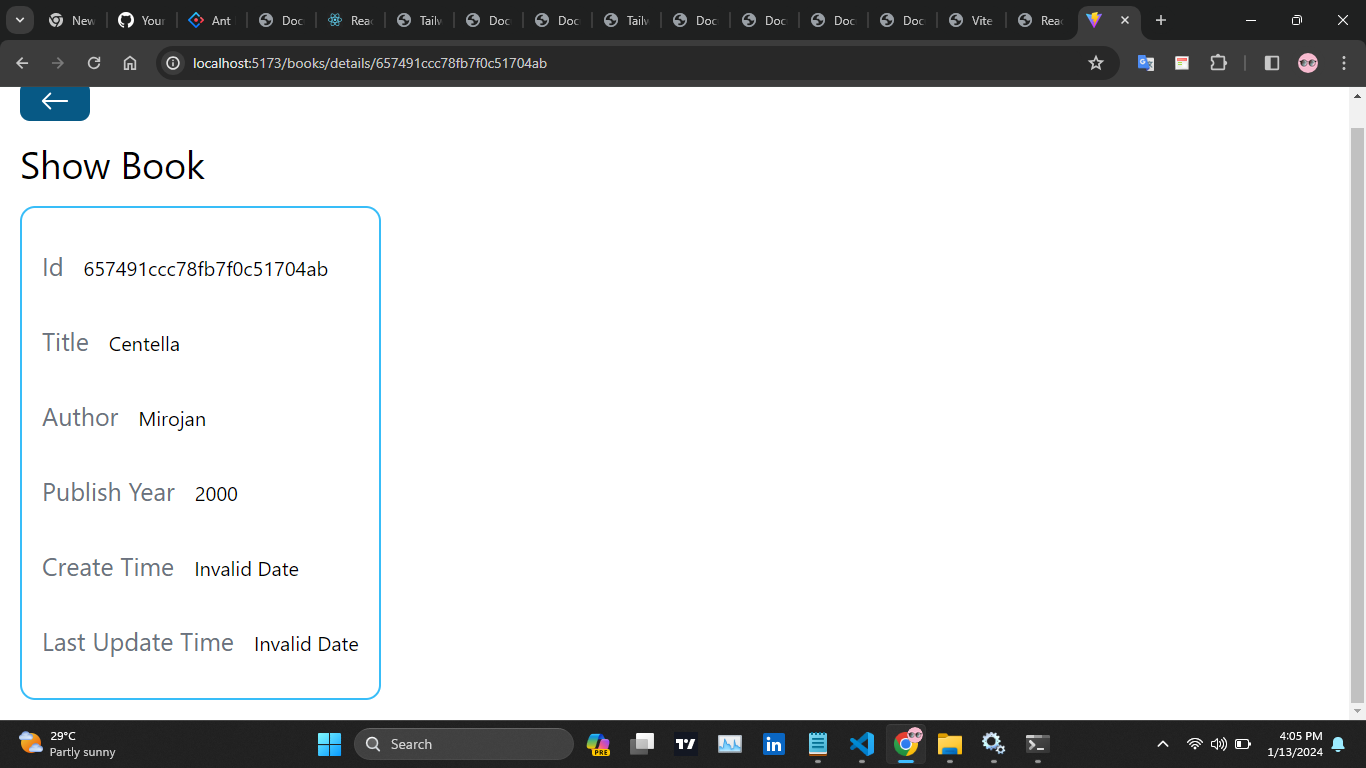 New
Your
Ant
Doc
Reac
Tailw
Doc
Doc
Tailw
Doc
Doc
Doc
Doc
Vite
Reac
localhost:5173/books/details/657491ccc78fb7f0c51704ab
Show Book
Id 657491ccc78fb7f0c51704ab
Title Centella
Author Mirojan
Publish Year 2000
Create Time Invalid Date
Last Update Time Invalid Date
29°C
Partly sunny
Search
PRE
4:05 PM
1/13/2024